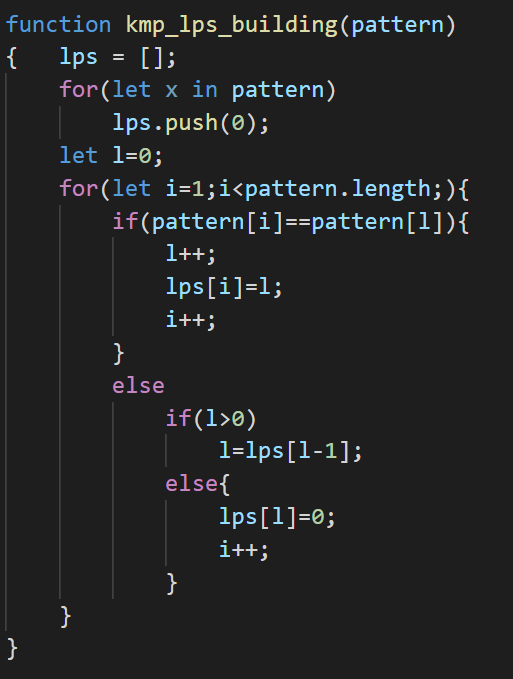 function kmp_lps_building(pattern)
{   lps = [];
    for(let x in pattern)
        lps.push(0);
    let l=0;
    for(let i=1;i<pattern.length;){
        if(pattern[i]==pattern[l]){
            l++;
            lps[i]=l;
            i++;
        }
        else
            if(l>0)
                l=lps[l-1];
            else{
                lps[l]=0;
                i++;
            }
    }
}